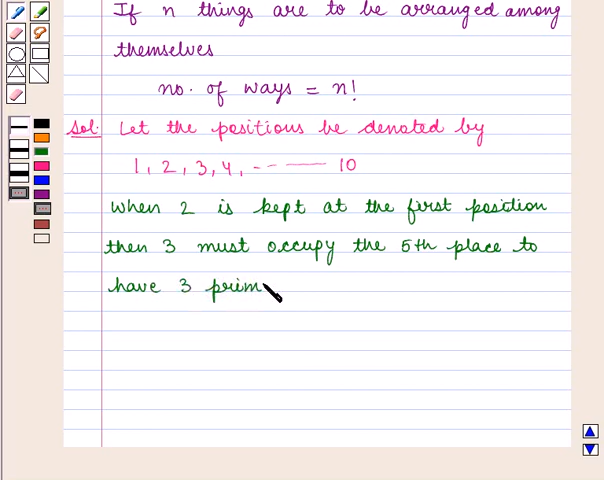 If n things are to be arranged among
themselves
no. of ways = n!
Sol: Let the positions be denoted by
1, 2, 3, 4, ------ 10
When 2 is kept at the first position
then 3 must occupy the 5th place to
have 3 prim